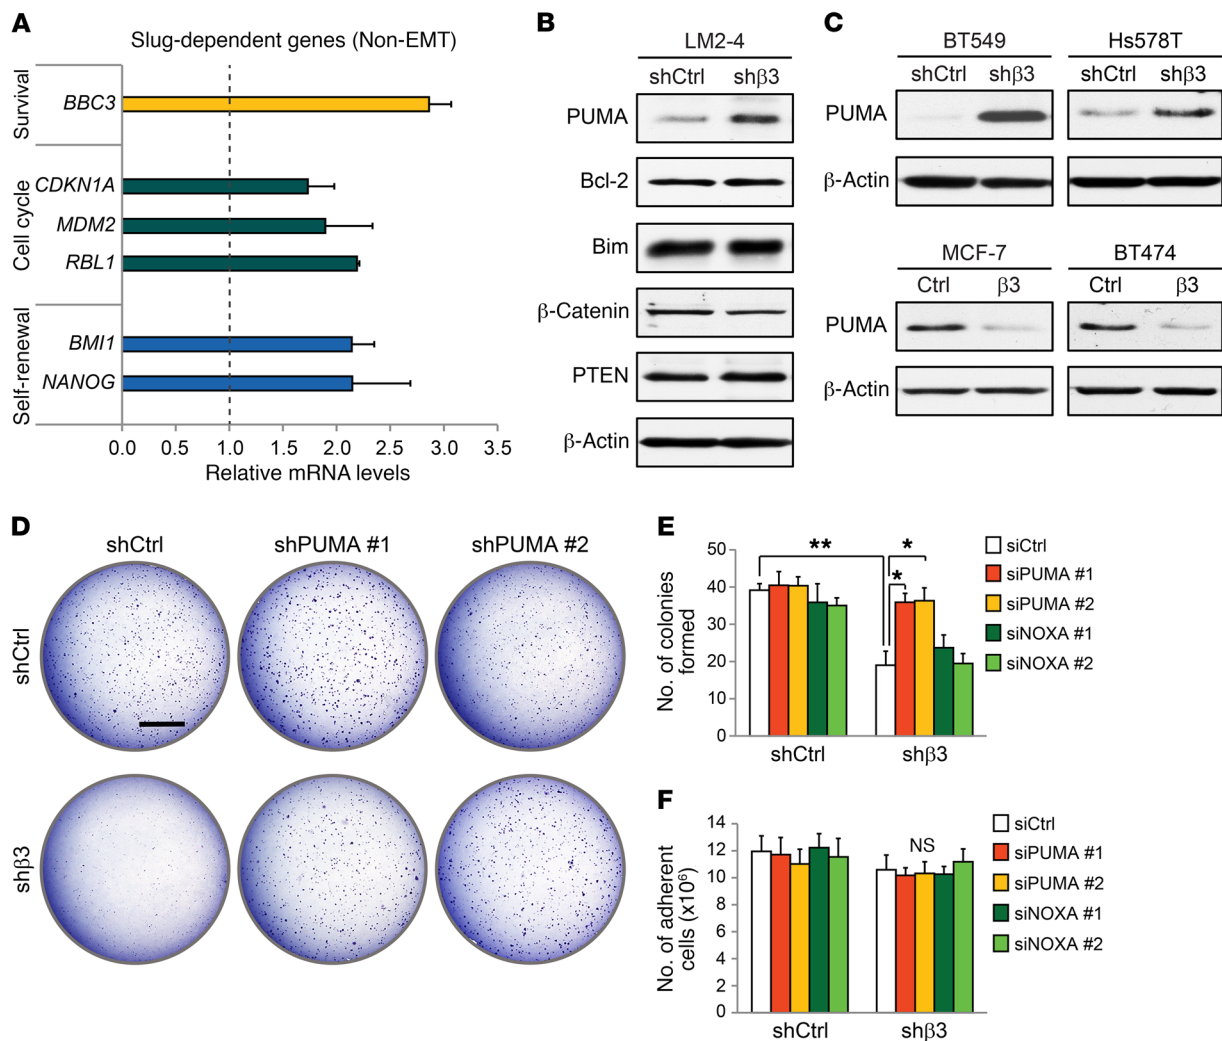 A
Slug-dependent genes (Non-EMT)
Survival
BBC3
Cell cycle
CDKN1A
MDM2
RBL1
Self-renewal
BMI1
NANOG
0.0 0.5 1.0 1.5 2.0 2.5 3.0 3.5
Relative mRNA levels
B
LM2-4
shCtrl shβ3
PUMA
Bcl-2
Bim
β-Catenin
PTEN
β-Actin
C
BT549 Hs578T
shCtrl shβ3 shCtrl shβ3
PUMA
β-Actin
MCF-7 BT474
Ctrl β3 Ctrl β3
PUMA
β-Actin
D
shCtrl shPUMA #1 shPUMA #2
shCtrl
shβ3
E
No. of colonies
formed
50
40
30
20
10
0
** *
*
shCtrl shβ3
siCtrl
siPUMA #1
siPUMA #2
siNOXA #1
siNOXA #2
F
No. of adherent
cells (x10⁶)
14
12
10
8
6
4
2
0
NS
shCtrl shβ3
siCtrl
siPUMA #1
siPUMA #2
siNOXA #1
siNOXA #2